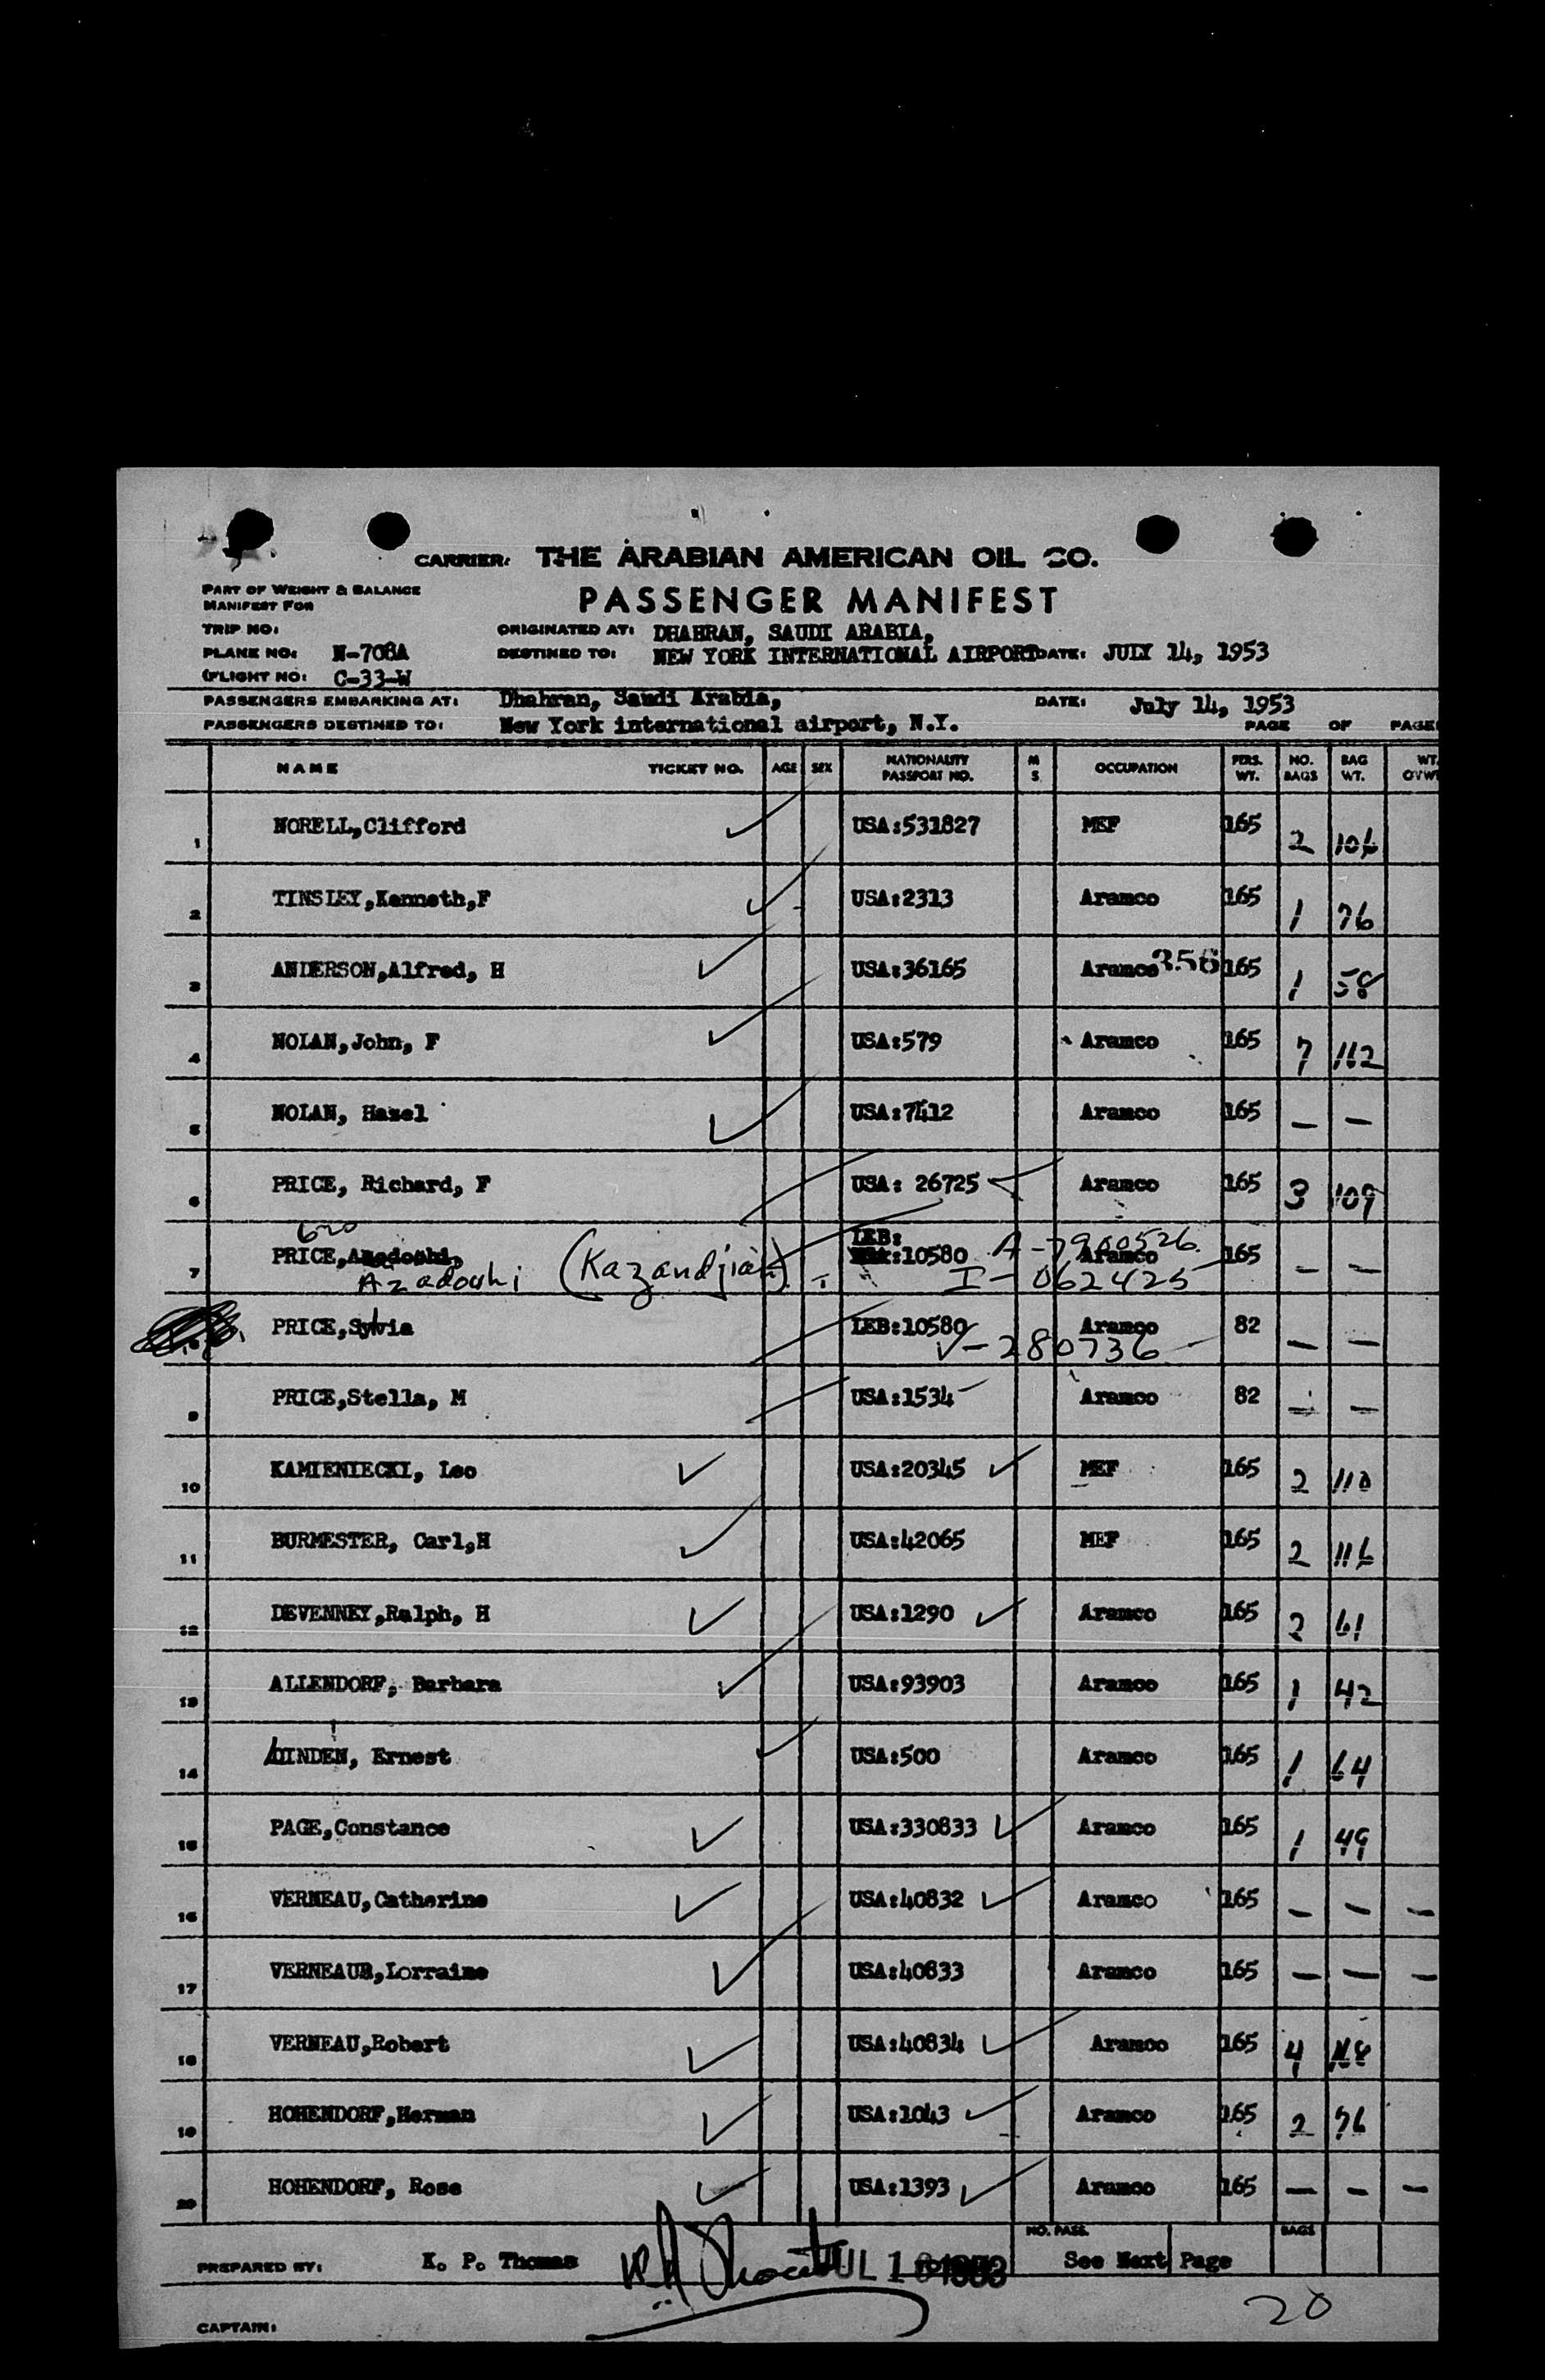 CARRIER: THE ARABIAN AMERICAN OIL CO.
PART OF WEIGHT & BALANCE
MANIFEST FOR
PASSENGER MANIFEST
TRIP NO:
ORIGINATED AT: DHAHRAN, SAUDI ARABIA,
PLANE NO: N-708A
DESTINED TO: NEW YORK INTERNATIONAL AIRPORT DATE: JULY 14, 1953
(FLIGHT NO: C-33-W
PASSENGERS EMBARKING AT: Dhahran, Saudi Arabia, DATE: July 14, 1953
PASSENGERS DESTINED TO: New York international airport, N.Y. PAGE OF PAGE
NAME TICKET NO. AGE SEX NATIONALITY PASSPORT NO. M S OCCUPATION PERS. WT. NO. BAGS BAG WT. WT. OVWT
1 NORELL,Clifford USA:531827 MEF 165 2 106
2 TINSLEY,Kenneth,F USA:2313 Aramco 165 1 76
3 ANDERSON,Alfred, H USA:36165 Aramco 356 165 1 58
4 NOLAN,John, F USA:579 Aramco 165 7 112
5 NOLAN, Hazel USA:7412 Aramco 165 — —
6 PRICE, Richard, F USA: 26725 Aramco 165 3 109
7 PRICE, Azadouhi (Kazandjian) LEB: 10580 A-7900526 Aramco 165 — —
I-062425
PRICE,Sylvia LEB:10580 Aramco 82 — —
V-280736
9 PRICE,Stella, M USA:1534 Aramco 82 — —
10 KAMIENIECKI, Leo USA:20345 MEF 165 2 110
11 BURMESTER, Carl,H USA:42065 MEF 165 2 116
12 DEVENNEY,Ralph, H USA:1290 Aramco 165 2 61
13 ALLENDORF, Barbara USA:93903 Aramco 165 1 42
14 LINDEN, Ernest USA:500 Aramco 165 1 64
15 PAGE,Constance USA:330833 Aramco 165 1 49
16 VERNEAU,Catherine USA:40832 Aramco 165 — — —
17 VERNEAUR,Lorraine USA:40833 Aramco 165 — — —
18 VERNEAU,Robert USA:40834 Aramco 165 4
19 HOHENDORF,Herman USA:1043 Aramco 165 2 76
20 HOHENDORF, Rose USA:1393 Aramco 165 — — —
NO. PASS. BAGS
PREPARED BY: K. P. Thomas JUL 1 1953 See Next Page
20
CAPTAIN: